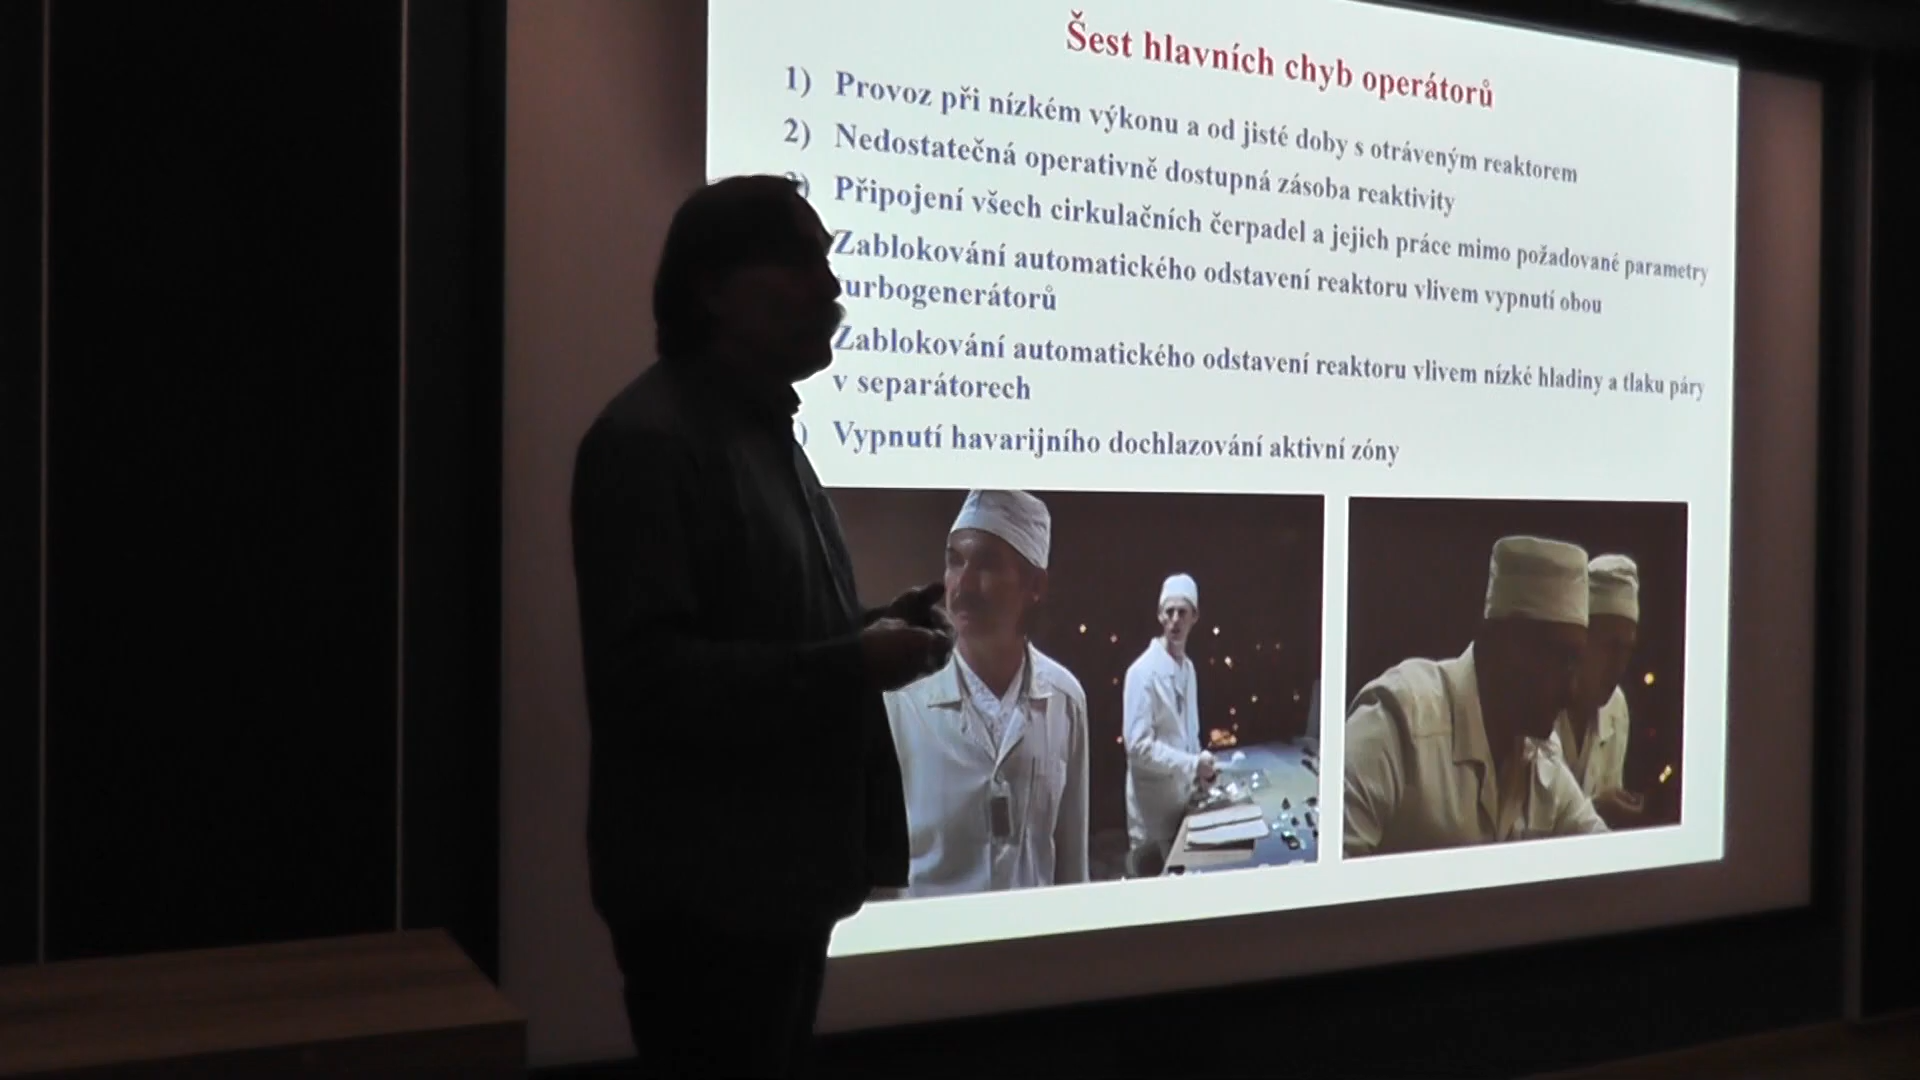 Šest hlavních chyb operátorů
1) Provoz při nízkém výkonu a od jisté doby s otráveným reaktorem
2) Nedostatečná operativně dostupná zásoba reaktivity
) Připojení všech cirkulačních čerpadel a jejich práce mimo požadované parametry
Zablokování automatického odstavení reaktoru vlivem vypnutí obou
turbogenerátorů
Zablokování automatického odstavení reaktoru vlivem nízké hladiny a tlaku páry
v separátorech
) Vypnutí havarijního dochlazování aktivní zóny